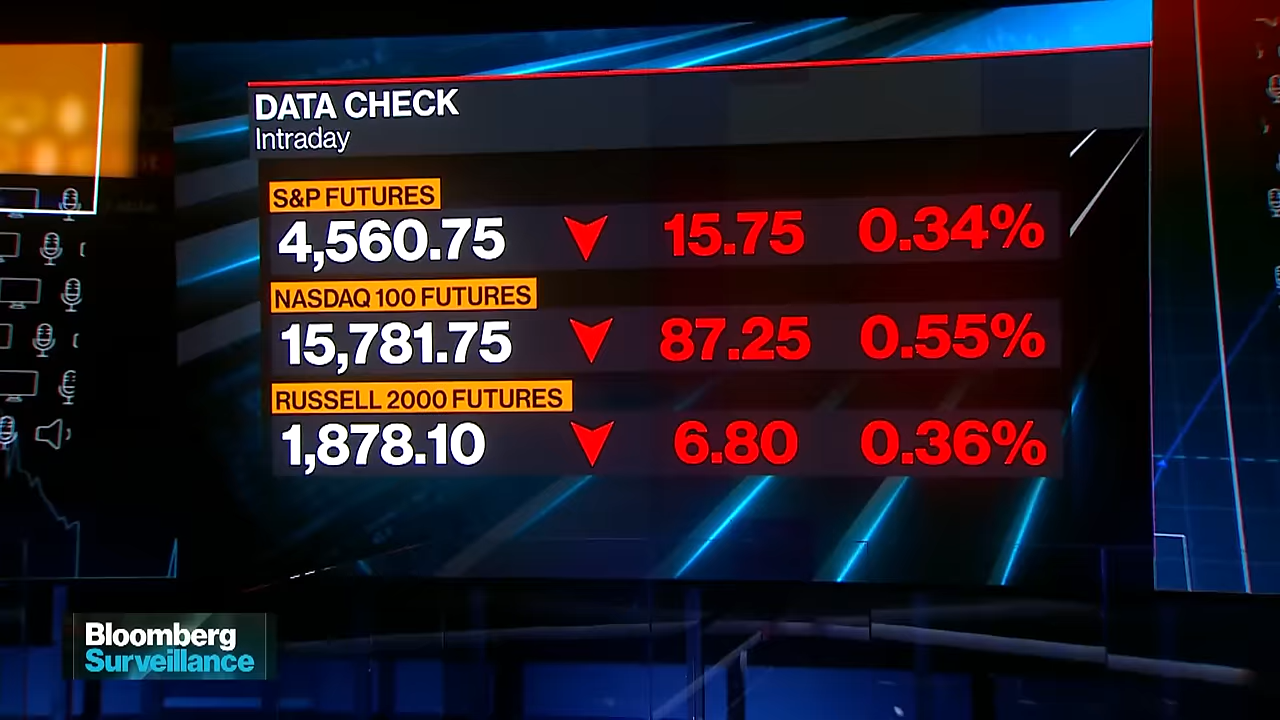 DATA CHECK
Intraday
S&P FUTURES
4,560.75 15.75 0.34%
NASDAQ 100 FUTURES
15,781.75 87.25 0.55%
RUSSELL 2000 FUTURES
1,878.10 6.80 0.36%
Bloomberg
Surveillance